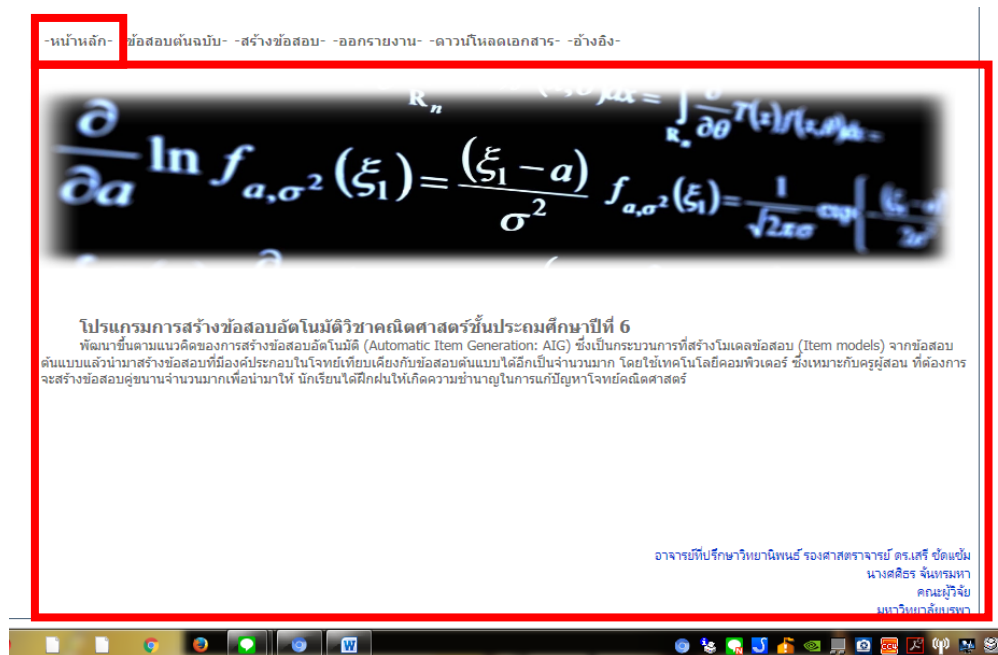 -หน้าหลัก- -ข้อสอบต้นฉบับ- -สร้างข้อสอบ- -ออกรายงาน- -ดาวน์โหลดเอกสาร- -อ้างอิง-
R_n
∂/∂a ln f_{a,σ²}(ξ₁) = (ξ₁ − a)/σ² f_{a,σ²}(ξ₁) = 1/√2πσ
โปรแกรมการสร้างข้อสอบอัตโนมัติวิชาคณิตศาสตร์ชั้นประถมศึกษาปีที่ 6
พัฒนาขึ้นตามแนวคิดของการสร้างข้อสอบอัตโนมัติ (Automatic Item Generation: AIG) ซึ่งเป็นกระบวนการที่สร้างโมเดลข้อสอบ (Item models) จากข้อสอบ
ต้นแบบแล้วนำมาสร้างข้อสอบที่มีองค์ประกอบในโจทย์เทียบเคียงกับข้อสอบต้นแบบได้อีกเป็นจำนวนมาก โดยใช้เทคโนโลยีคอมพิวเตอร์ ซึ่งเหมาะกับครูผู้สอน ที่ต้องการ
จะสร้างข้อสอบคู่ขนานจำนวนมากเพื่อนำมาให้ นักเรียนได้ฝึกฝนให้เกิดความชำนาญในการแก้ปัญหาโจทย์คณิตศาสตร์
อาจารย์ที่ปรึกษาวิทยานิพนธ์ รองศาสตราจารย์ ดร.เสรี ชัดแช้ม
นางศศิธร จันทรมหา
คณะผู้วิจัย
มหาวิทยาลัยบูรพา